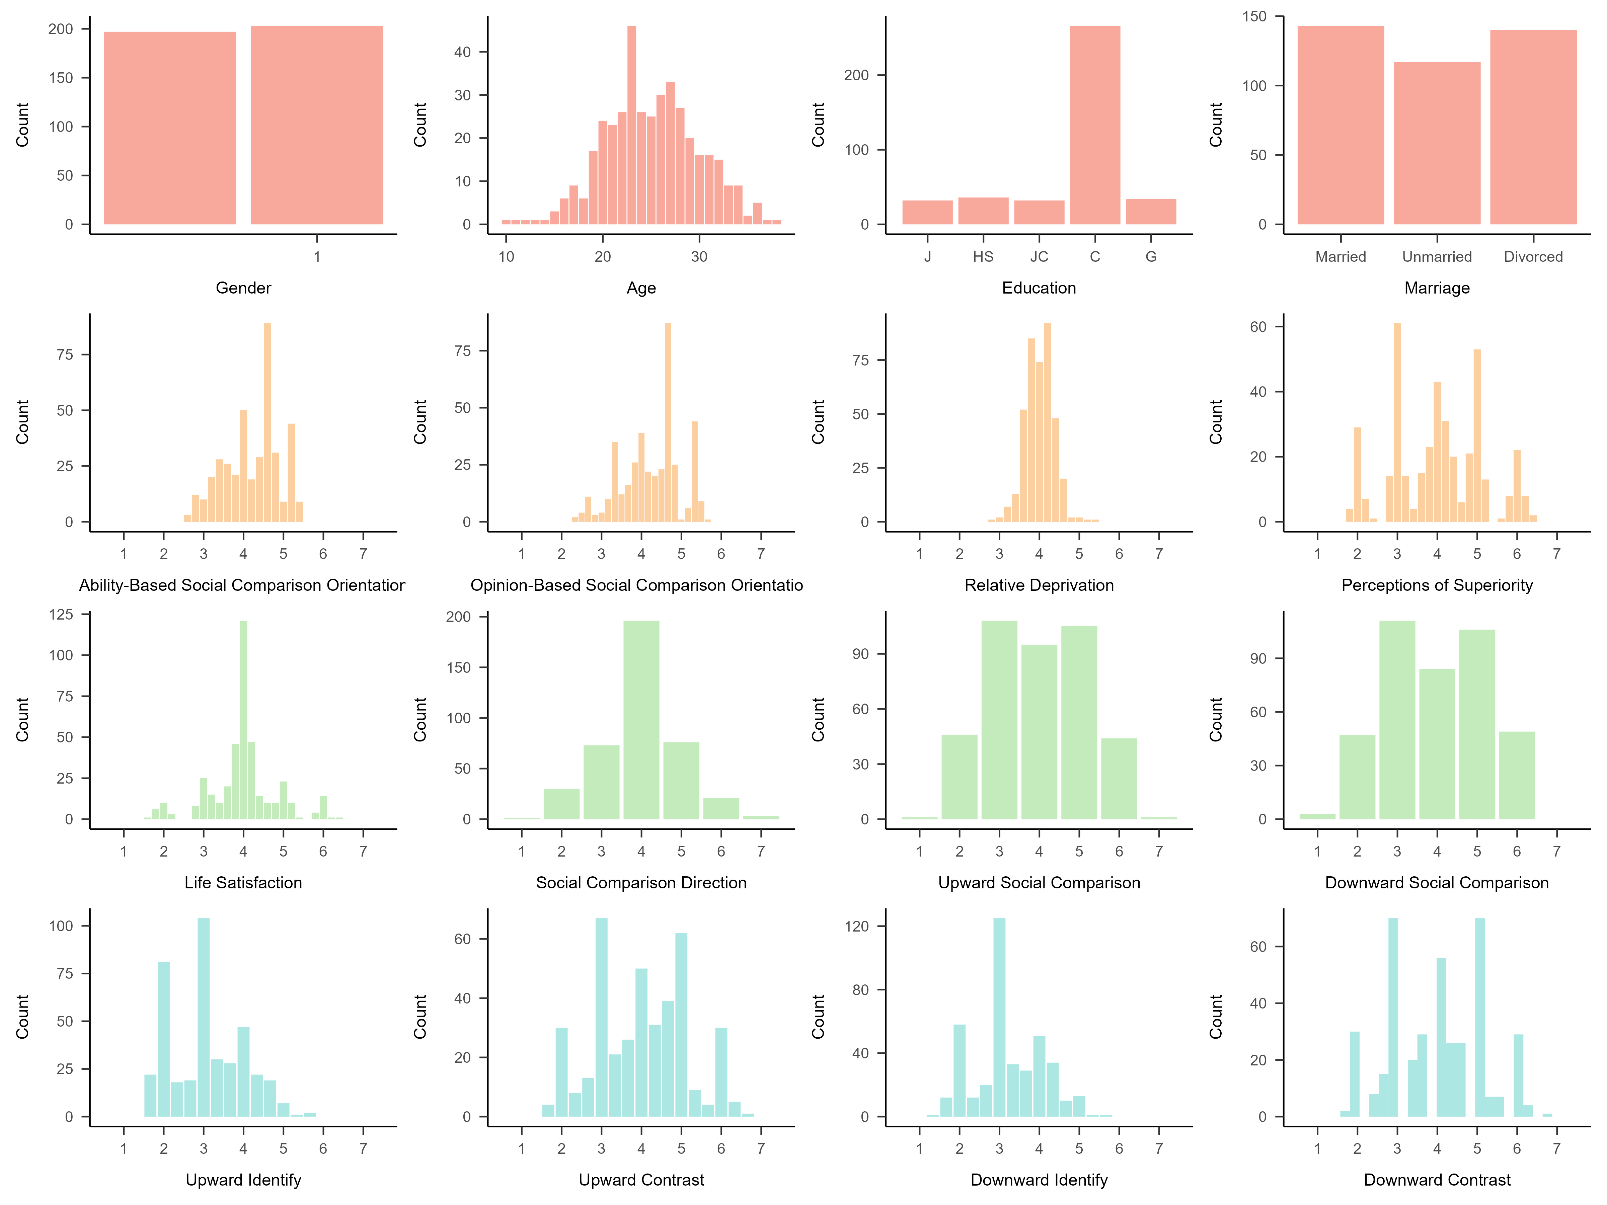 Count
200
150
100
50
0
1
Gender
Count
40
30
20
10
0
10 20 30
Age
Count
200
100
0
J HS JC C G
Education
Count
150
100
50
0
Married Unmarried Divorced
Marriage
Count
75
50
25
0
1 2 3 4 5 6 7
Ability-Based Social Comparison Orientation
Count
75
50
25
0
1 2 3 4 5 6 7
Opinion-Based Social Comparison Orientatio
Count
75
50
25
0
1 2 3 4 5 6 7
Relative Deprivation
Count
60
40
20
0
1 2 3 4 5 6 7
Perceptions of Superiority
Count
125
100
75
50
25
0
1 2 3 4 5 6 7
Life Satisfaction
Count
200
150
100
50
0
1 2 3 4 5 6 7
Social Comparison Direction
Count
90
60
30
0
1 2 3 4 5 6 7
Upward Social Comparison
Count
90
60
30
0
1 2 3 4 5 6 7
Downward Social Comparison
Count
100
75
50
25
0
1 2 3 4 5 6 7
Upward Identify
Count
60
40
20
0
1 2 3 4 5 6 7
Upward Contrast
Count
120
80
40
0
1 2 3 4 5 6 7
Downward Identify
Count
60
40
20
0
1 2 3 4 5 6 7
Downward Contrast